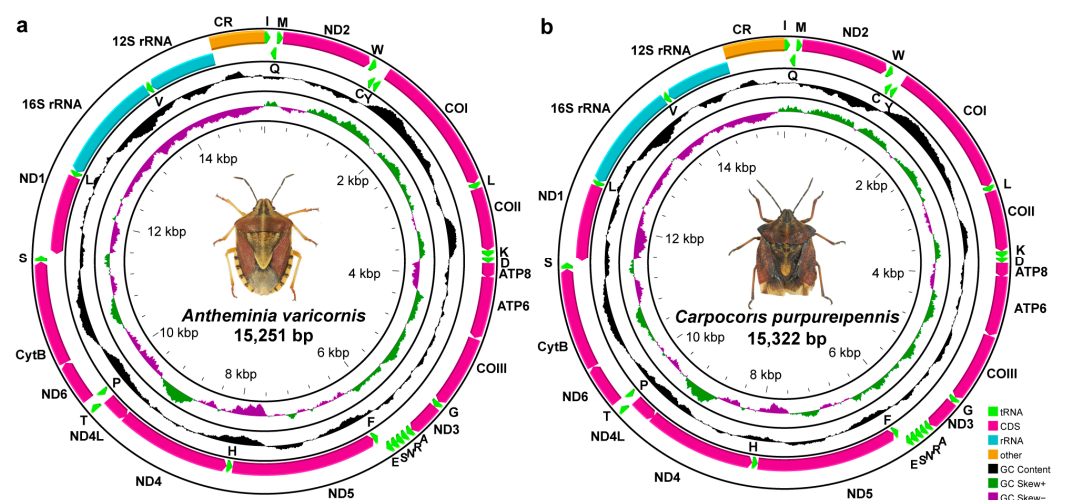 a
CR
I
M
ND2
W
Q
C
Y
COI
L
COII
K
D
ATP8
ATP6
COIII
G
ND3
A
R
N
S
E
F
ND5
H
ND4
ND4L
T
P
ND6
CytB
S
ND1
L
16S rRNA
V
12S rRNA
2 kbp
4 kbp
6 kbp
8 kbp
10 kbp
12 kbp
14 kbp
Antheminia varicornis
15,251 bp
b
CR
I
M
ND2
W
Q
C
Y
COI
L
COII
K
D
ATP8
ATP6
COIII
G
ND3
A
R
N
S
E
F
ND5
H
ND4
ND4L
T
P
ND6
CytB
S
ND1
L
16S rRNA
V
12S rRNA
2 kbp
4 kbp
6 kbp
8 kbp
10 kbp
12 kbp
14 kbp
Carpocoris purpureipennis
15,322 bp
tRNA
CDS
rRNA
other
GC Content
GC Skew+
GC Skew-